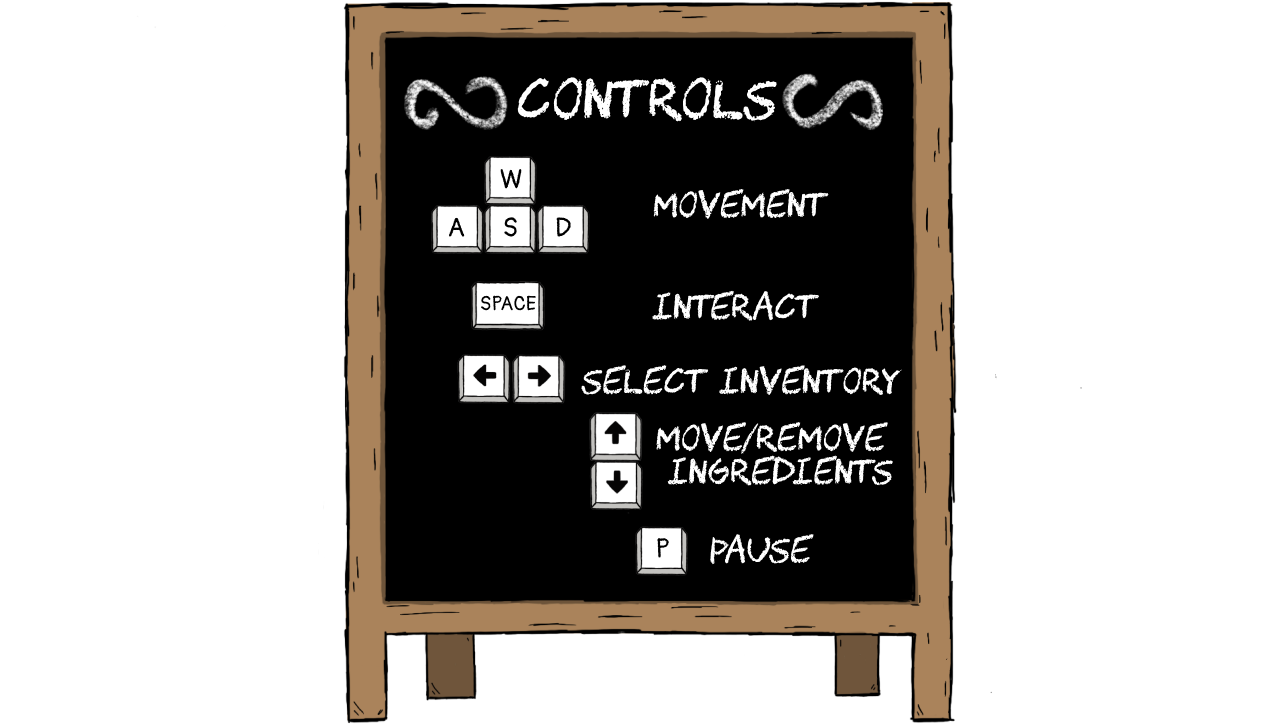 CONTROLS
W
A S D
MOVEMENT
SPACE
INTERACT
← →
SELECT INVENTORY
↑
↓
MOVE/REMOVE
INGREDIENTS
P
PAUSE